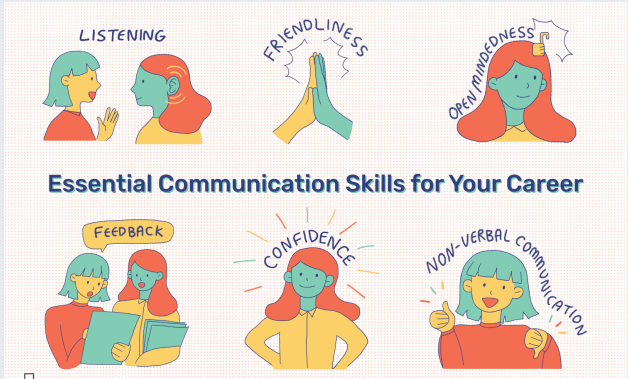 LISTENING
FRIENDLINESS
OPEN MINDEDNESS
Essential Communication Skills for Your Career
FEEDBACK
CONFIDENCE
NON-VERBAL COMMUNICATION